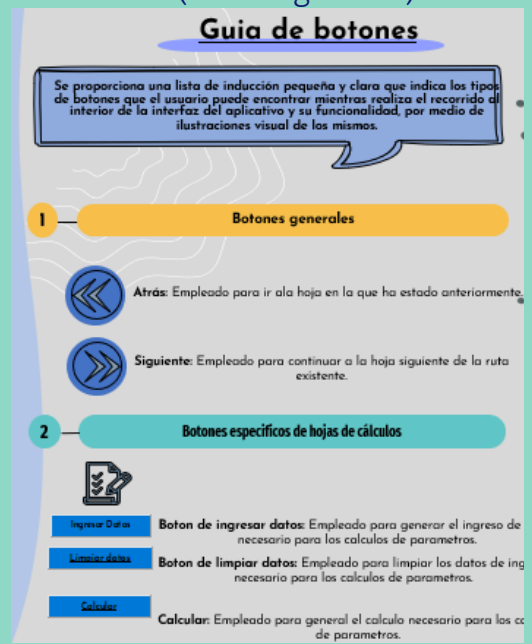 Guia de botones
Se proporciona una lista de inducción pequeña y clara que indica los tipos
de botones que el usuario puede encontrar mientras realiza el recorrido al
interior de la interfaz del aplicativo y su funcionalidad, por medio de
ilustraciones visual de los mismos.
1
Botones generales
Atrás: Empleado para ir ala hoja en la que ha estado anteriormente.
Siguiente: Empleado para continuar a la hoja siguiente de la ruta
existente.
2
Botones especificos de hojas de cálculos
Ingresar Datos
Boton de ingresar datos: Empleado para generar el ingreso de
necesario para los calculos de parametros.
Limpiar datos
Boton de limpiar datos: Empleado para limpiar los datos de ing
necesario para los calculos de parametros.
Calcular
Calcular: Empleado para general el calculo necesario para los
de parametros.